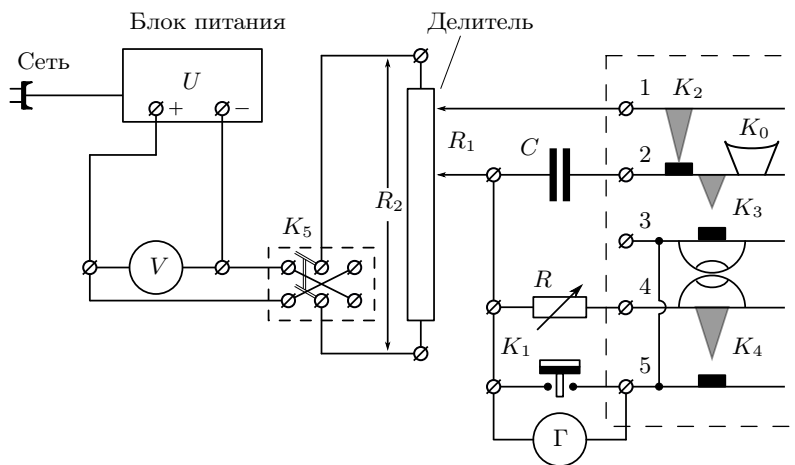 Блок питания
Делитель
Сеть
U
+ −
1 K₂
R₁ C 2 K₀
R₂
K₅ 3 K₃
V
R 4
K₁ 5 K₄
Г